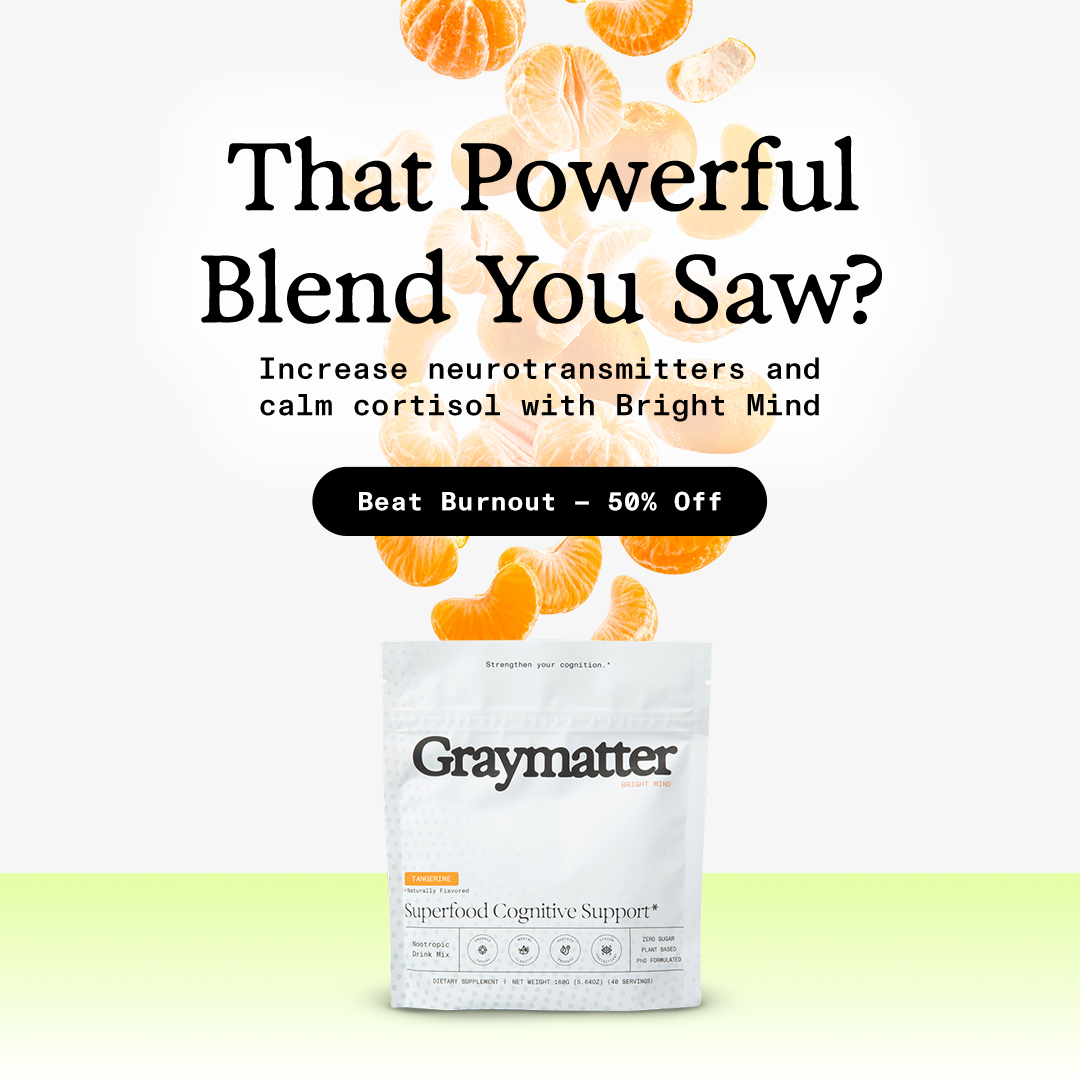 That Powerful
Blend You Saw?
Increase neurotransmitters and
calm cortisol with Bright Mind
Beat Burnout – 50% Off
Strengthen your cognition.*
Graymatter
BRIGHT MIND
TANGERINE
*Naturally Flavored
Superfood Cognitive Support*
Nootropic
Drink Mix
ZERO SUGAR
PLANT BASED
PhD FORMULATED
DIETARY SUPPLEMENT | NET WEIGHT 160G (5.64OZ) (40 SERVINGS)